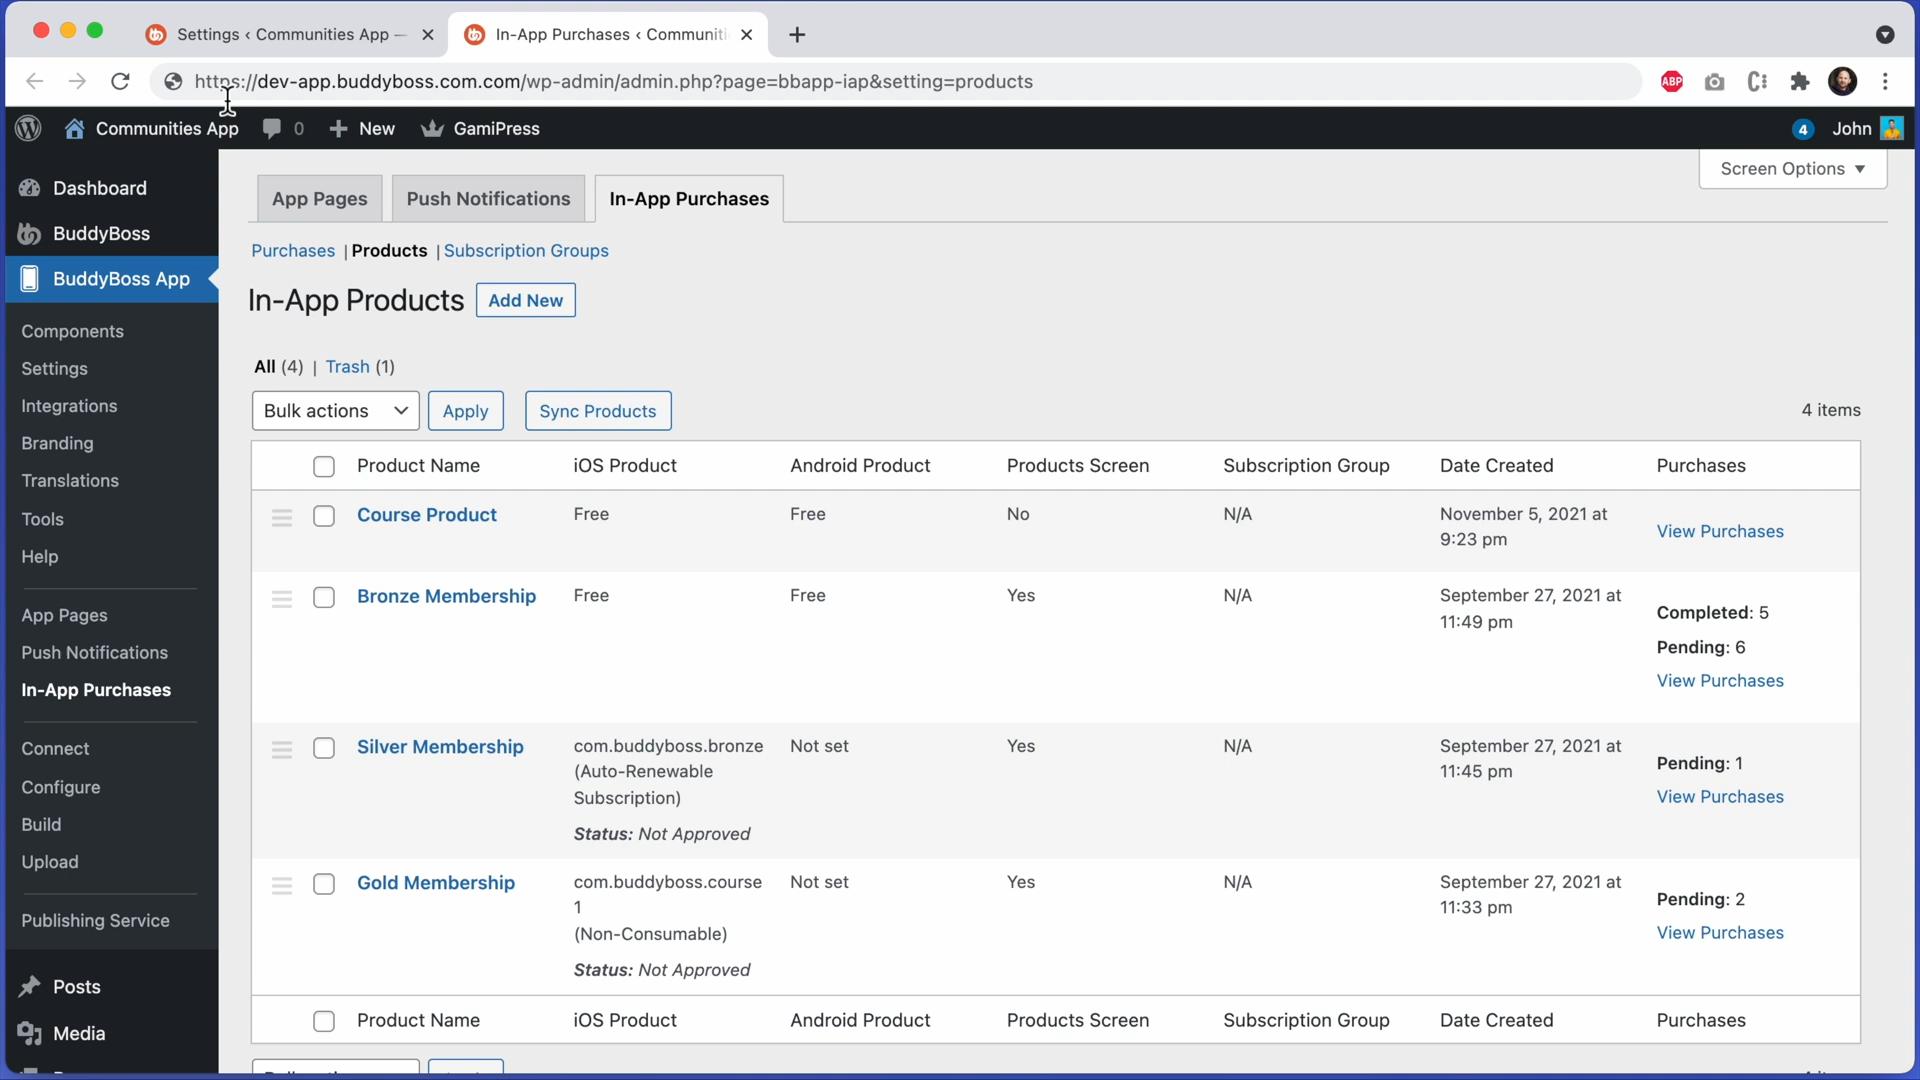 Settings ‹ Communities App —
In-App Purchases ‹ Communiti
https://dev-app.buddyboss.com.com/wp-admin/admin.php?page=bbapp-iap&setting=products
ABP
Communities App
0
New
GamiPress
4
John
Dashboard
BuddyBoss
BuddyBoss App
Components
Settings
Integrations
Branding
Translations
Tools
Help
App Pages
Push Notifications
In-App Purchases
Connect
Configure
Build
Upload
Publishing Service
Posts
Media
Screen Options
App Pages
Push Notifications
In-App Purchases
Purchases | Products | Subscription Groups
In-App Products
Add New
All (4) | Trash (1)
Bulk actions
Apply
Sync Products
4 items
Product Name iOS Product Android Product Products Screen Subscription Group Date Created Purchases
Course Product Free Free No N/A November 5, 2021 at
9:23 pm
View Purchases
Bronze Membership Free Free Yes N/A September 27, 2021 at
11:49 pm
Completed: 5
Pending: 6
View Purchases
Silver Membership com.buddyboss.bronze Not set Yes N/A September 27, 2021 at
(Auto-Renewable 11:45 pm
Subscription)
Status: Not Approved
Pending: 1
View Purchases
Gold Membership com.buddyboss.course Not set Yes N/A September 27, 2021 at
1 11:33 pm
(Non-Consumable)
Status: Not Approved
Pending: 2
View Purchases
Product Name iOS Product Android Product Products Screen Subscription Group Date Created Purchases